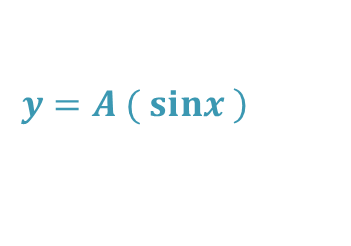 y = A ( sinx )